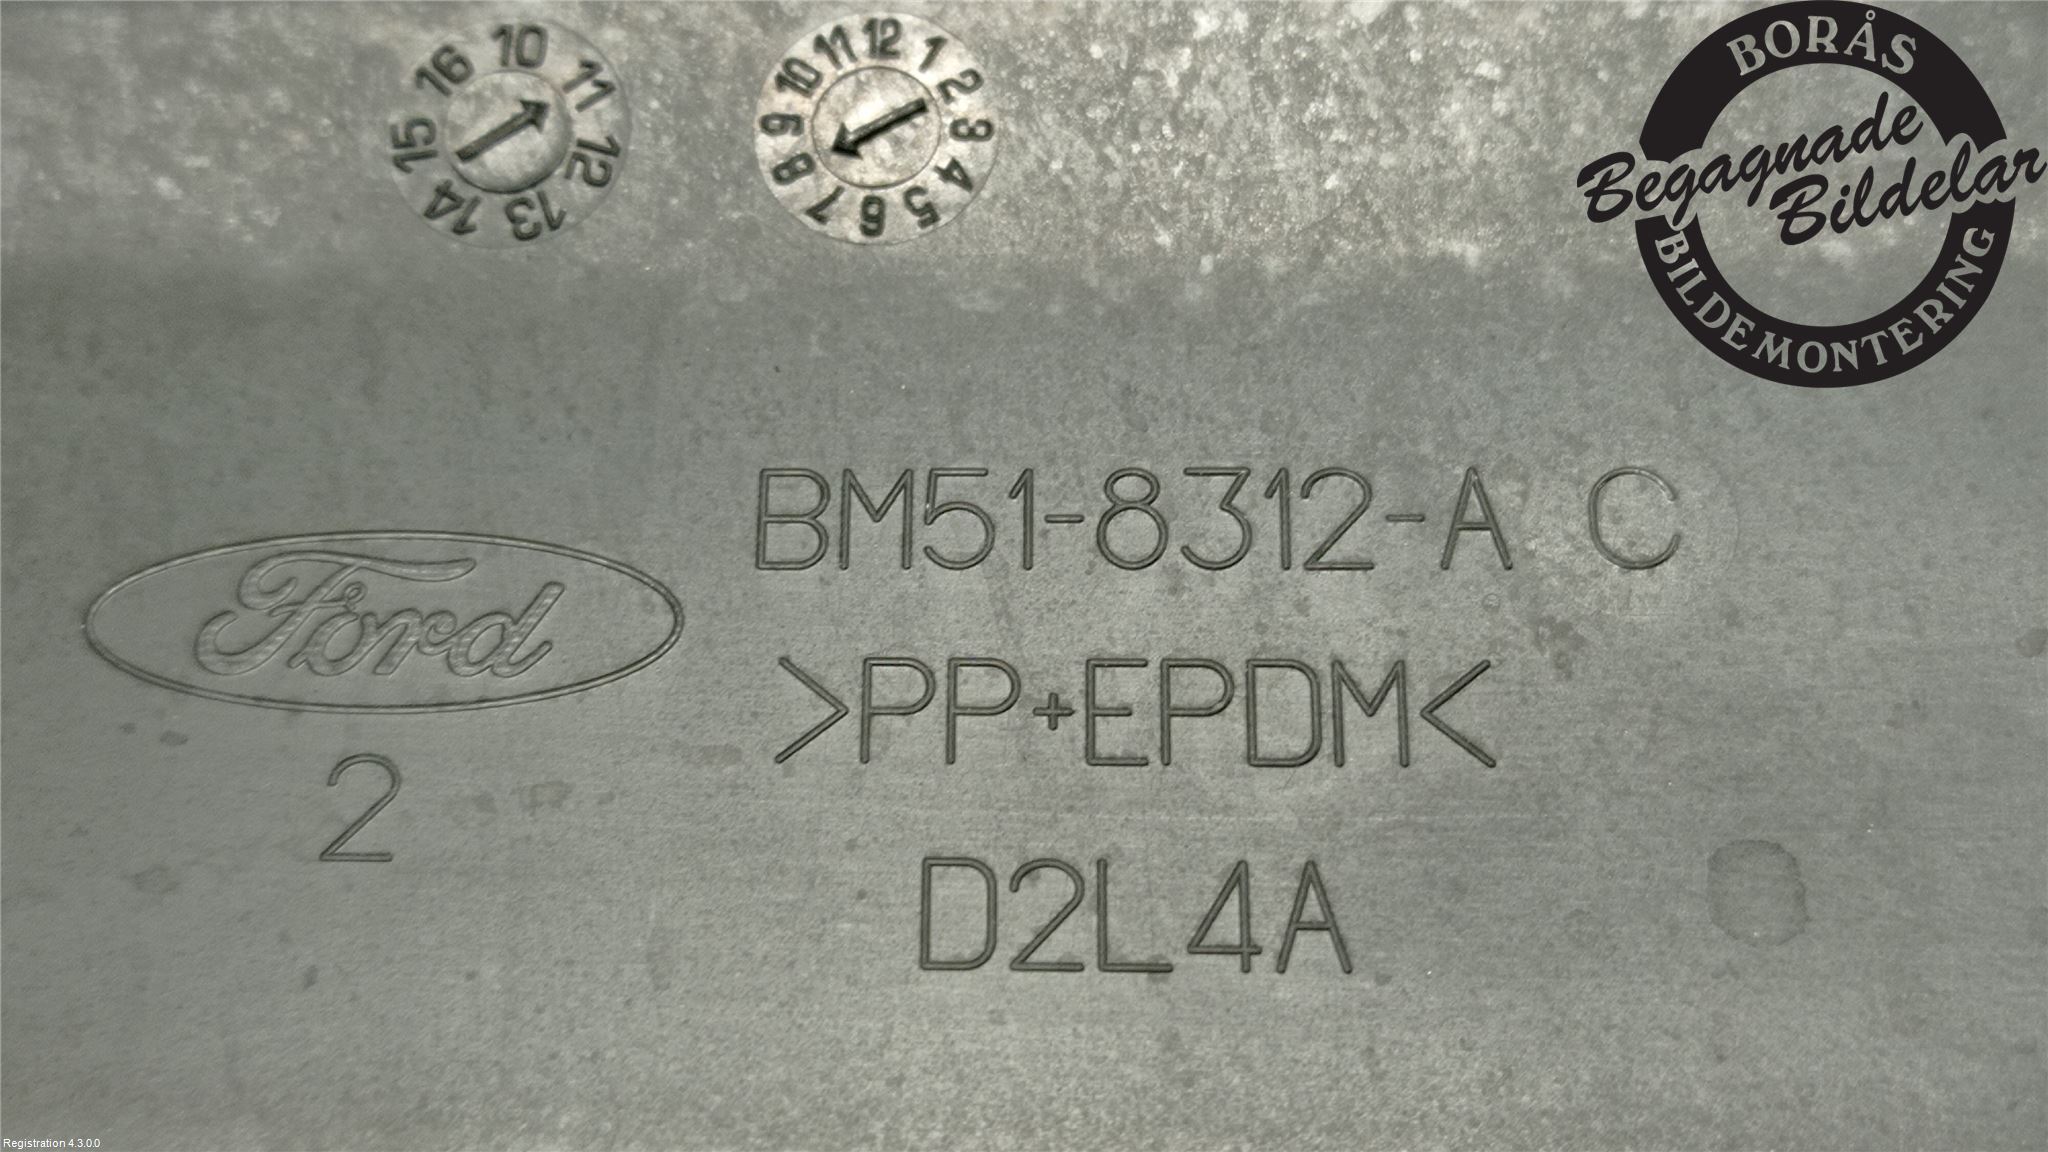 10 11 12 13 14 15 16
12 1 2 3 4 5 6 7 8 9 10 11
BORÅS
Begagnade
Bildelar
BILDEMONTERING
BM51-8312-A C
Ford
>PP+EPDM<
2
D2L4A
Registration 4.3.0.0